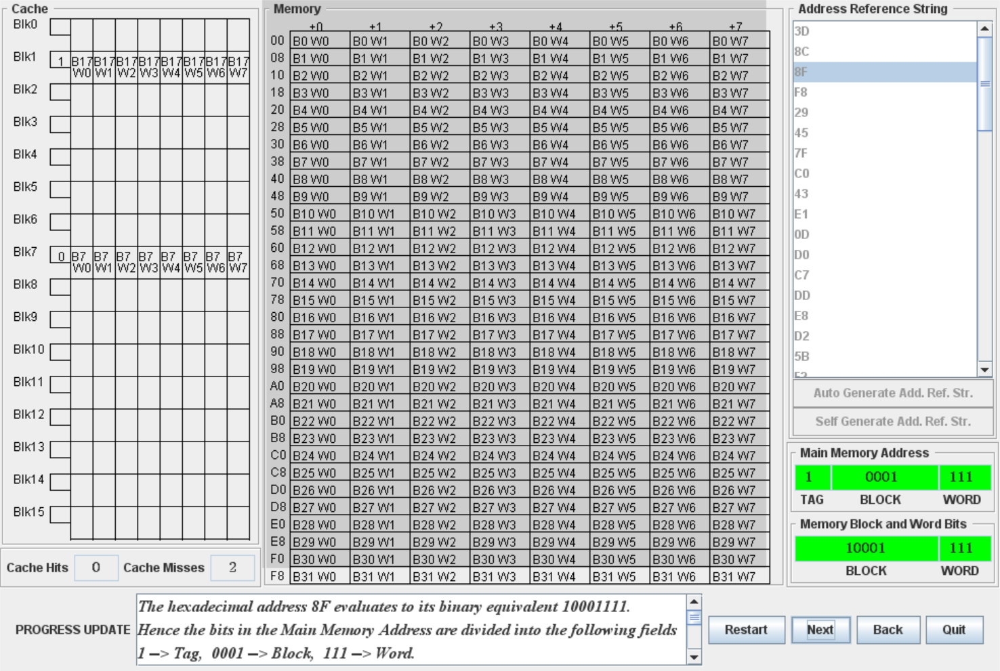 Cache
Blk0
Blk1 1 B17 W0 B17 W1 B17 W2 B17 W3 B17 W4 B17 W5 B17 W6 B17 W7
Blk2
Blk3
Blk4
Blk5
Blk6
Blk7 0 B7 W0 B7 W1 B7 W2 B7 W3 B7 W4 B7 W5 B7 W6 B7 W7
Blk8
Blk9
Blk10
Blk11
Blk12
Blk13
Blk14
Blk15
Cache Hits 0 Cache Misses 2
Memory
+0 +1 +2 +3 +4 +5 +6 +7
00 B0 W0 B0 W1 B0 W2 B0 W3 B0 W4 B0 W5 B0 W6 B0 W7
08 B1 W0 B1 W1 B1 W2 B1 W3 B1 W4 B1 W5 B1 W6 B1 W7
10 B2 W0 B2 W1 B2 W2 B2 W3 B2 W4 B2 W5 B2 W6 B2 W7
18 B3 W0 B3 W1 B3 W2 B3 W3 B3 W4 B3 W5 B3 W6 B3 W7
20 B4 W0 B4 W1 B4 W2 B4 W3 B4 W4 B4 W5 B4 W6 B4 W7
28 B5 W0 B5 W1 B5 W2 B5 W3 B5 W4 B5 W5 B5 W6 B5 W7
30 B6 W0 B6 W1 B6 W2 B6 W3 B6 W4 B6 W5 B6 W6 B6 W7
38 B7 W0 B7 W1 B7 W2 B7 W3 B7 W4 B7 W5 B7 W6 B7 W7
40 B8 W0 B8 W1 B8 W2 B8 W3 B8 W4 B8 W5 B8 W6 B8 W7
48 B9 W0 B9 W1 B9 W2 B9 W3 B9 W4 B9 W5 B9 W6 B9 W7
50 B10 W0 B10 W1 B10 W2 B10 W3 B10 W4 B10 W5 B10 W6 B10 W7
58 B11 W0 B11 W1 B11 W2 B11 W3 B11 W4 B11 W5 B11 W6 B11 W7
60 B12 W0 B12 W1 B12 W2 B12 W3 B12 W4 B12 W5 B12 W6 B12 W7
68 B13 W0 B13 W1 B13 W2 B13 W3 B13 W4 B13 W5 B13 W6 B13 W7
70 B14 W0 B14 W1 B14 W2 B14 W3 B14 W4 B14 W5 B14 W6 B14 W7
78 B15 W0 B15 W1 B15 W2 B15 W3 B15 W4 B15 W5 B15 W6 B15 W7
80 B16 W0 B16 W1 B16 W2 B16 W3 B16 W4 B16 W5 B16 W6 B16 W7
88 B17 W0 B17 W1 B17 W2 B17 W3 B17 W4 B17 W5 B17 W6 B17 W7
90 B18 W0 B18 W1 B18 W2 B18 W3 B18 W4 B18 W5 B18 W6 B18 W7
98 B19 W0 B19 W1 B19 W2 B19 W3 B19 W4 B19 W5 B19 W6 B19 W7
A0 B20 W0 B20 W1 B20 W2 B20 W3 B20 W4 B20 W5 B20 W6 B20 W7
A8 B21 W0 B21 W1 B21 W2 B21 W3 B21 W4 B21 W5 B21 W6 B21 W7
B0 B22 W0 B22 W1 B22 W2 B22 W3 B22 W4 B22 W5 B22 W6 B22 W7
B8 B23 W0 B23 W1 B23 W2 B23 W3 B23 W4 B23 W5 B23 W6 B23 W7
C0 B24 W0 B24 W1 B24 W2 B24 W3 B24 W4 B24 W5 B24 W6 B24 W7
C8 B25 W0 B25 W1 B25 W2 B25 W3 B25 W4 B25 W5 B25 W6 B25 W7
D0 B26 W0 B26 W1 B26 W2 B26 W3 B26 W4 B26 W5 B26 W6 B26 W7
D8 B27 W0 B27 W1 B27 W2 B27 W3 B27 W4 B27 W5 B27 W6 B27 W7
E0 B28 W0 B28 W1 B28 W2 B28 W3 B28 W4 B28 W5 B28 W6 B28 W7
E8 B29 W0 B29 W1 B29 W2 B29 W3 B29 W4 B29 W5 B29 W6 B29 W7
F0 B30 W0 B30 W1 B30 W2 B30 W3 B30 W4 B30 W5 B30 W6 B30 W7
F8 B31 W0 B31 W1 B31 W2 B31 W3 B31 W4 B31 W5 B31 W6 B31 W7
Address Reference String
3D
8C
8F
F8
29
45
7F
C0
43
E1
0D
D0
C7
DD
E8
D2
5B
Auto Generate Add. Ref. Str.
Self Generate Add. Ref. Str.
Main Memory Address
1 0001 111
TAG BLOCK WORD
Memory Block and Word Bits
10001 111
BLOCK WORD
PROGRESS UPDATE
The hexadecimal address 8F evaluates to its binary equivalent 10001111.
Hence the bits in the Main Memory Address are divided into the following fields
1 --> Tag, 0001 --> Block, 111 --> Word.
Restart Next Back Quit